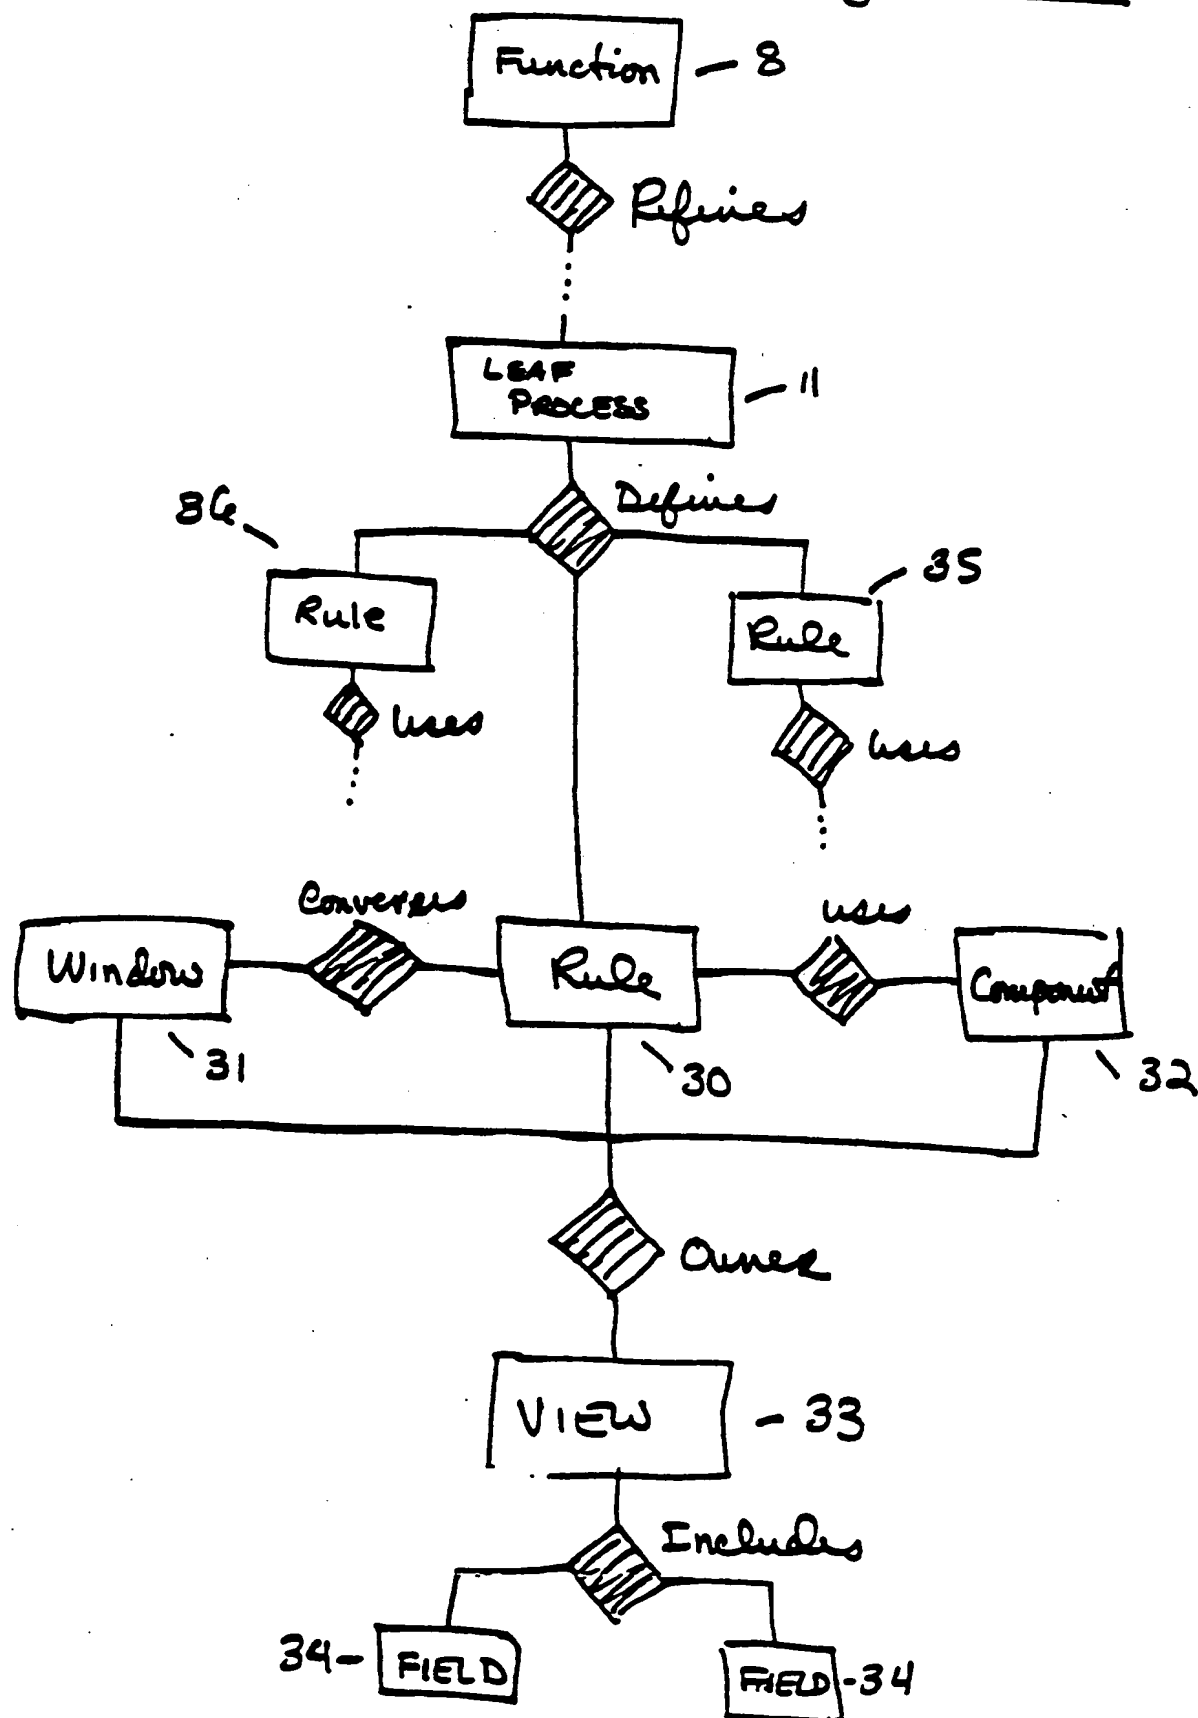 Function
8
Refines
LEAF
PROCESS
11
Defines
Rule
35
Rule
uses
uses
Converses
uses
Window
Rule
Component
31
30
32
Owner
VIEW
33
Includes
34
FIELD
FIELD
34